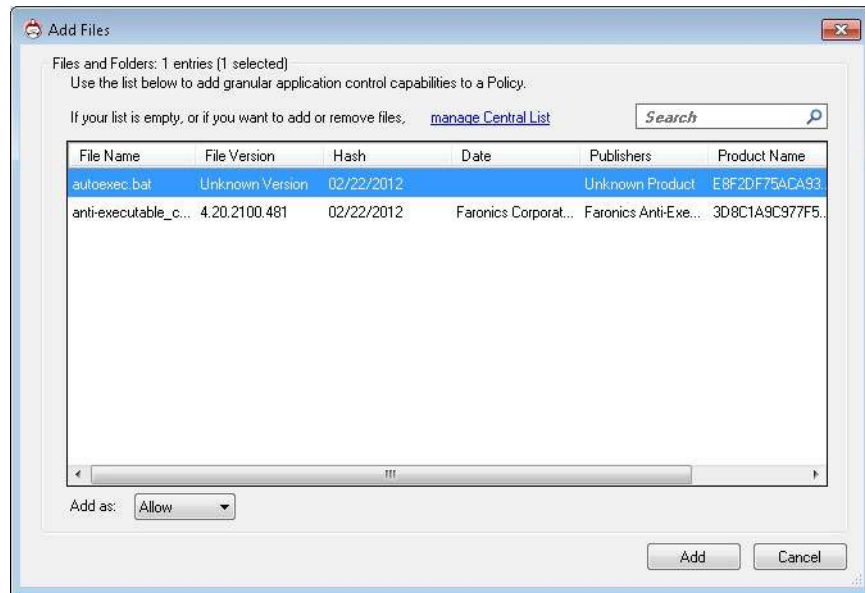 Add Files
Files and Folders: 1 entries (1 selected)
Use the list below to add granular application control capabilities to a Policy.
If your list is empty, or if you want to add or remove files, manage Central List Search
File Name File Version Hash Date Publishers Product Name
autoexec.bat Unknown Version 02/22/2012 Unknown Product E8F2DF75ACA93...
anti-executable_c... 4.20.2100.481 02/22/2012 Faronics Corporat... Faronics Anti-Exe... 3D8C1A9C977F5...
Add as: Allow
Add Cancel